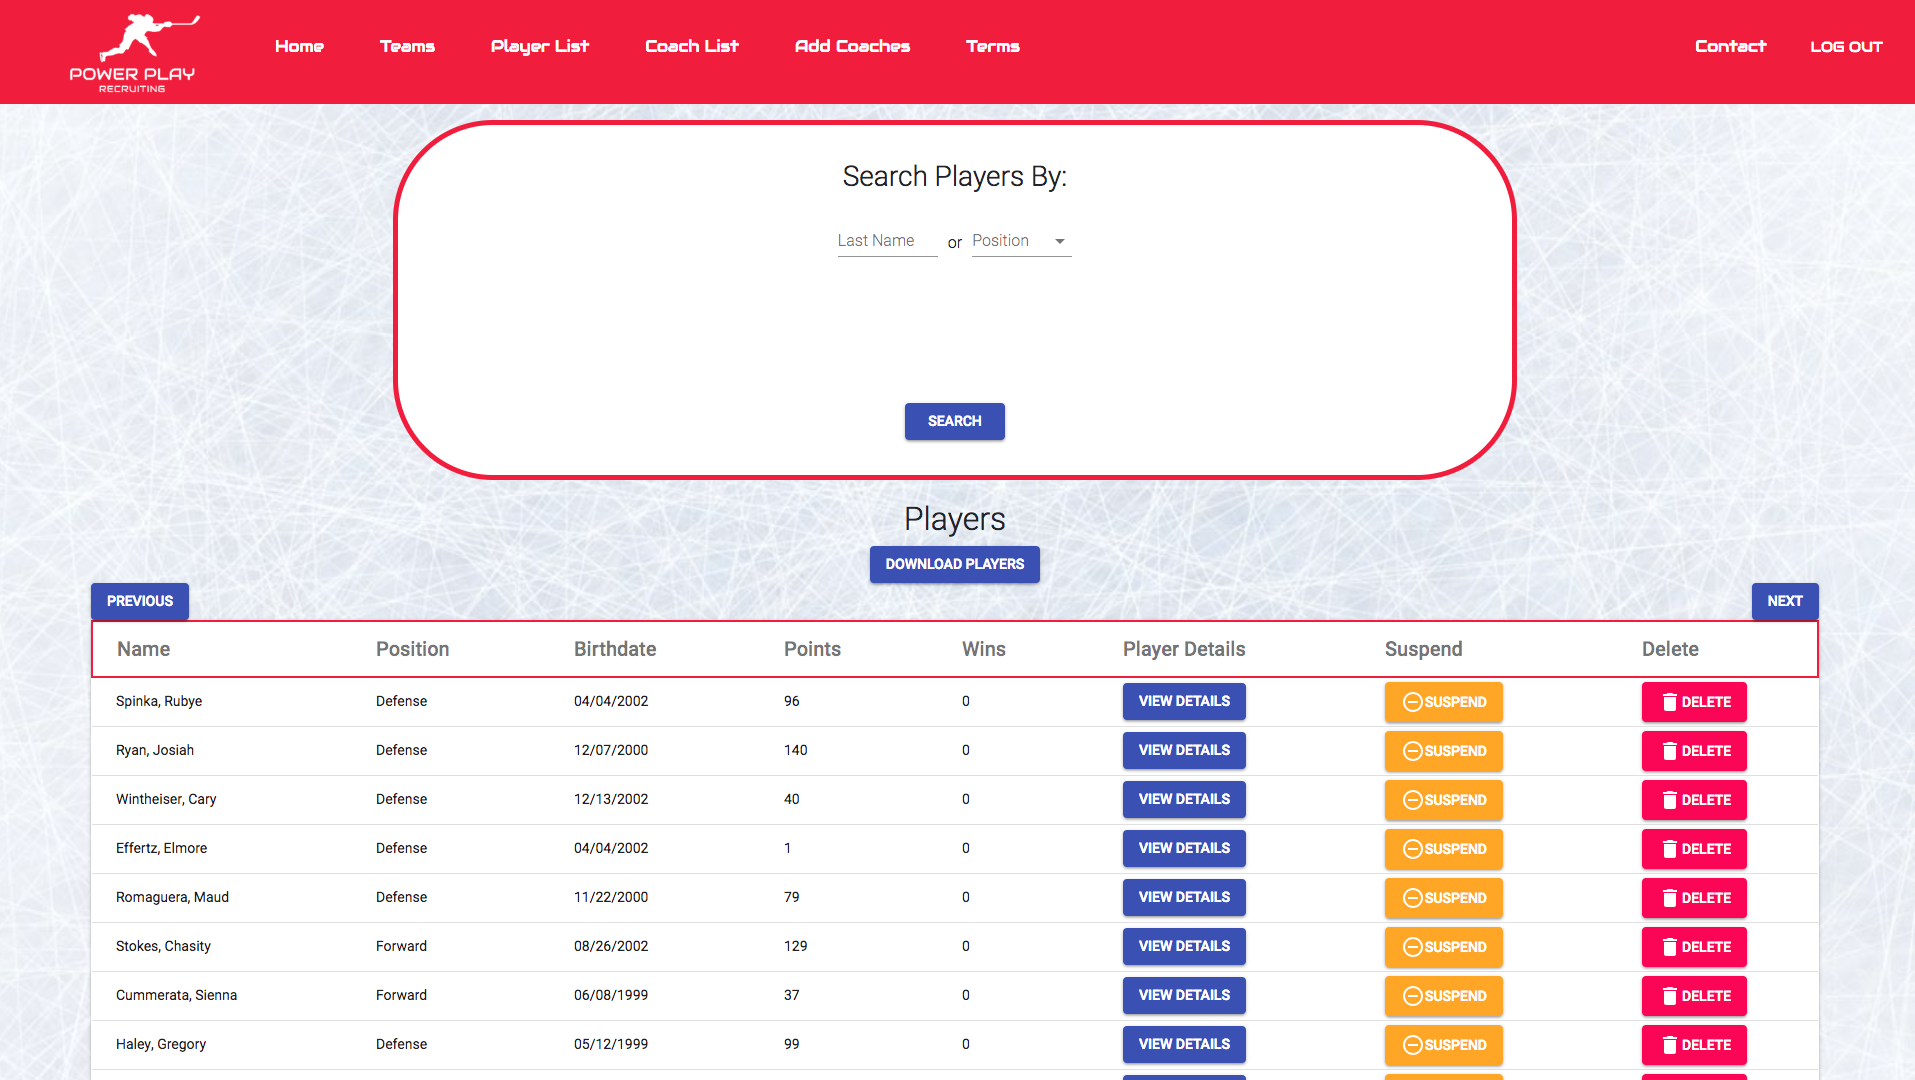 Home Teams Player List Coach List Add Coaches Terms Contact LOG OUT
POWER PLAY
RECRUITING
Search Players By:
Last Name or Position
SEARCH
Players
DOWNLOAD PLAYERS
PREVIOUS NEXT
Name Position Birthdate Points Wins Player Details Suspend Delete
Spinka, Rubye Defense 04/04/2002 96 0 VIEW DETAILS SUSPEND DELETE
Ryan, Josiah Defense 12/07/2000 140 0 VIEW DETAILS SUSPEND DELETE
Wintheiser, Cary Defense 12/13/2002 40 0 VIEW DETAILS SUSPEND DELETE
Effertz, Elmore Defense 04/04/2002 1 0 VIEW DETAILS SUSPEND DELETE
Romaguera, Maud Defense 11/22/2000 79 0 VIEW DETAILS SUSPEND DELETE
Stokes, Chasity Forward 08/26/2002 129 0 VIEW DETAILS SUSPEND DELETE
Cummerata, Sienna Forward 06/08/1999 37 0 VIEW DETAILS SUSPEND DELETE
Haley, Gregory Defense 05/12/1999 99 0 VIEW DETAILS SUSPEND DELETE